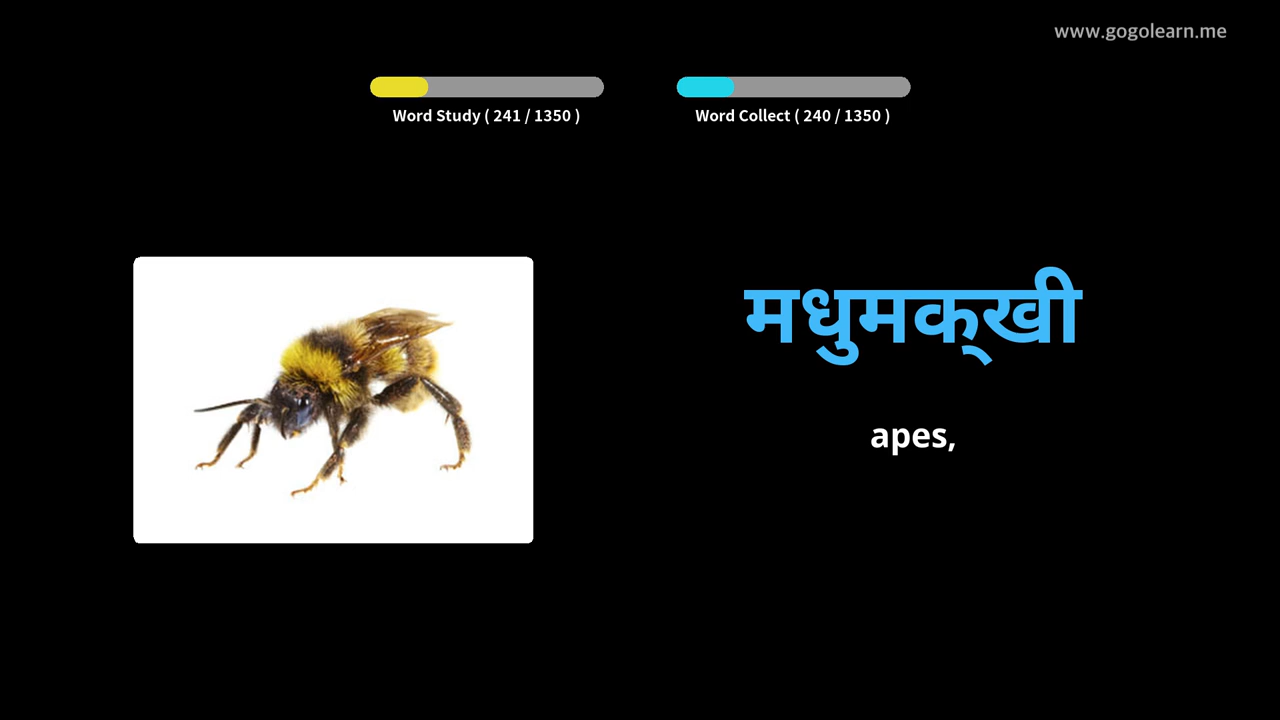 www.gogolearn.me
Word Study ( 241 / 1350 )
Word Collect ( 240 / 1350 )
मधुमक्‌खी
apes,